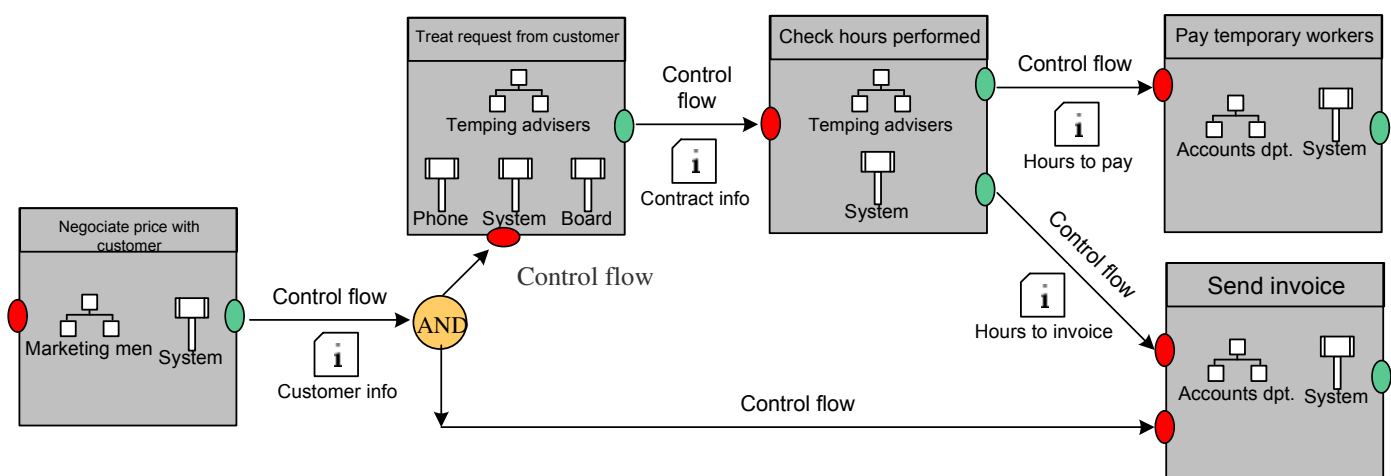 Treat request from customer
Temping advisers
Phone
System
Board
Control
flow
Contract info
Check hours performed
Temping advisers
System
Control flow
Hours to pay
Pay temporary workers
Accounts dpt.
System
Negociate price with
customer
Marketing men
System
Control flow
Customer info
AND
Control flow
Control flow
Hours to invoice
Control flow
Send invoice
Accounts dpt.
System